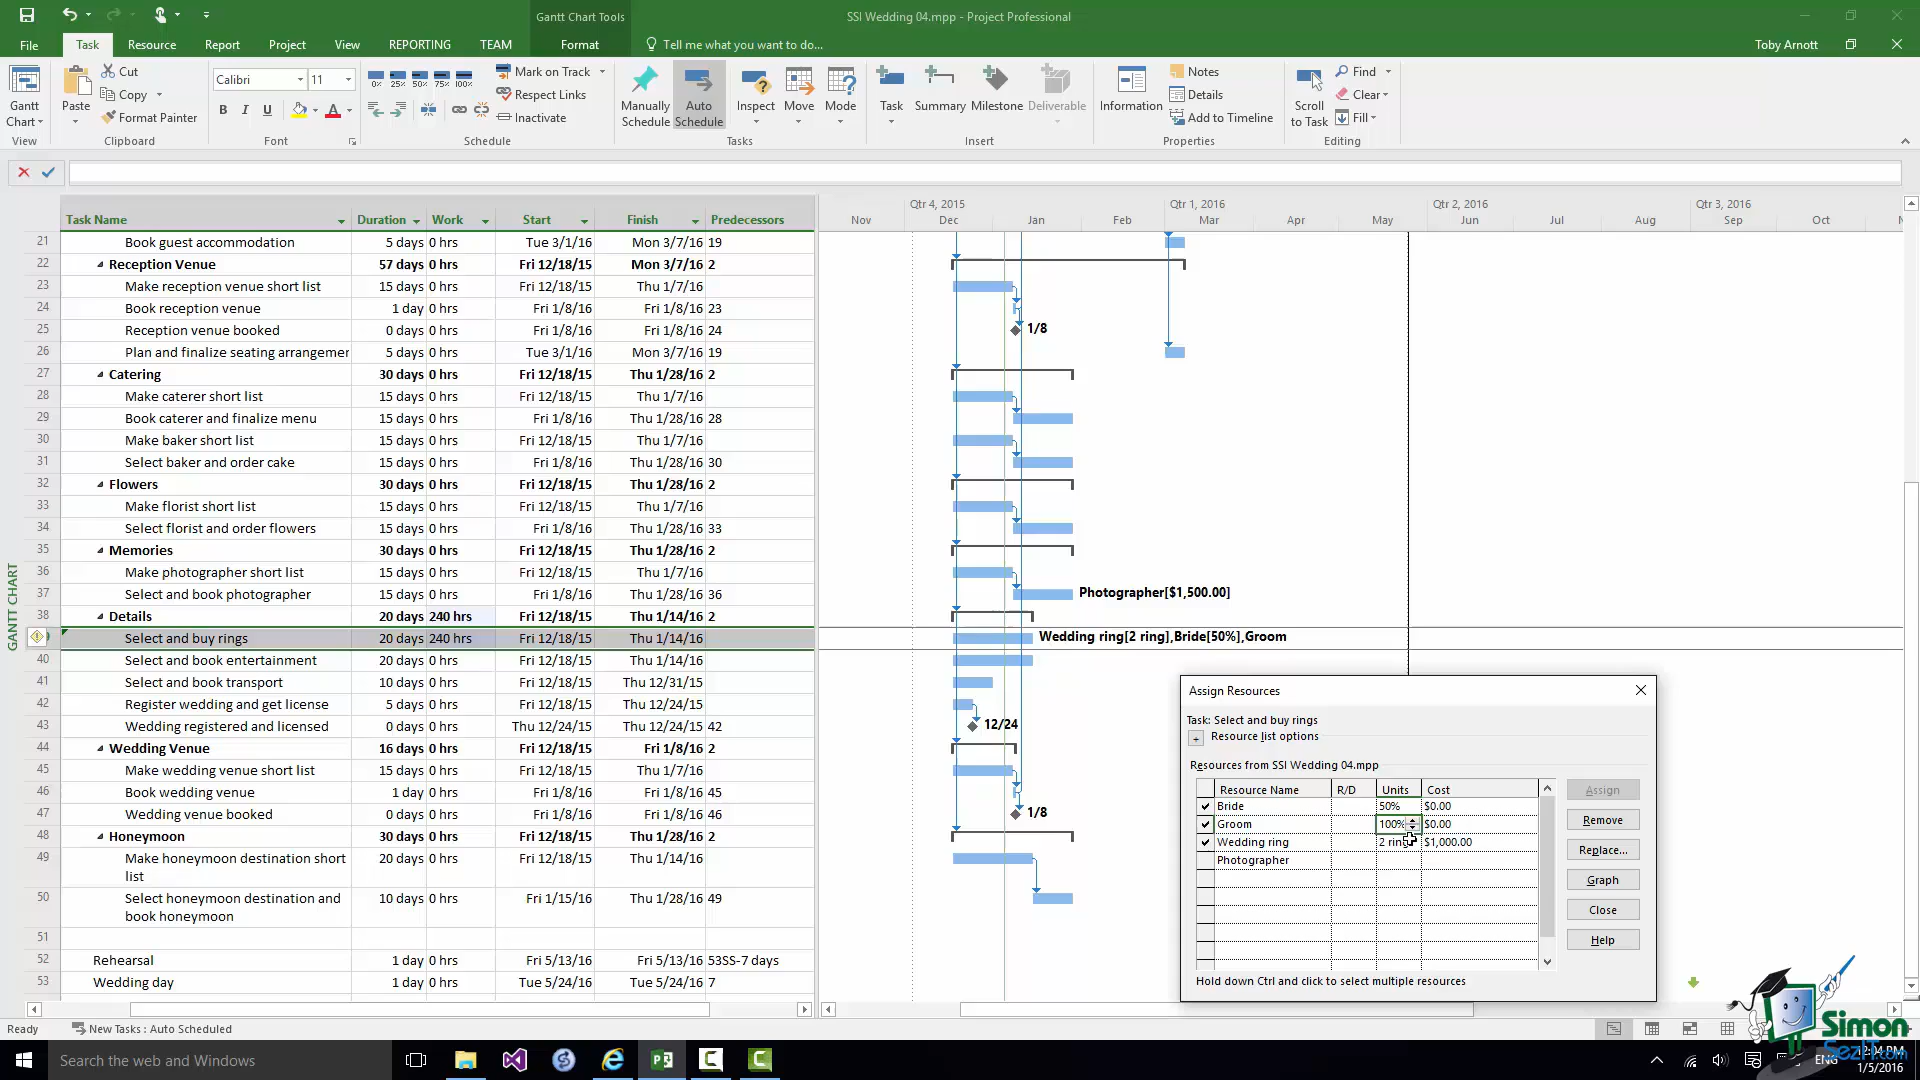 Gantt Chart Tools
SSI Wedding 04.mpp - Project Professional
File Task Resource Report Project View REPORTING TEAM Format Tell me what you want to do... Toby Arnott
Gantt Chart
View
Paste
Cut
Copy
Format Painter
Clipboard
Calibri 11
B I U A
Font
0% 25% 50% 75% 100%
Mark on Track
Respect Links
Inactivate
Schedule
Manually Schedule
Auto Schedule
Inspect Move Mode
Tasks
Task Summary Milestone Deliverable
Insert
Information
Notes
Details
Add to Timeline
Properties
Scroll to Task
Find
Clear
Fill
Editing
Task Name Duration Work Start Finish Predecessors
Qtr 4, 2015 Qtr 1, 2016 Qtr 2, 2016 Qtr 3, 2016
Nov Dec Jan Feb Mar Apr May Jun Jul Aug Sep Oct
21 Book guest accommodation 5 days 0 hrs Tue 3/1/16 Mon 3/7/16 19
22 Reception Venue 57 days 0 hrs Fri 12/18/15 Mon 3/7/16 2
23 Make reception venue short list 15 days 0 hrs Fri 12/18/15 Thu 1/7/16
24 Book reception venue 1 day 0 hrs Fri 1/8/16 Fri 1/8/16 23
25 Reception venue booked 0 days 0 hrs Fri 1/8/16 Fri 1/8/16 24 1/8
26 Plan and finalize seating arrangemer 5 days 0 hrs Tue 3/1/16 Mon 3/7/16 19
27 Catering 30 days 0 hrs Fri 12/18/15 Thu 1/28/16 2
28 Make caterer short list 15 days 0 hrs Fri 12/18/15 Thu 1/7/16
29 Book caterer and finalize menu 15 days 0 hrs Fri 1/8/16 Thu 1/28/16 28
30 Make baker short list 15 days 0 hrs Fri 12/18/15 Thu 1/7/16
31 Select baker and order cake 15 days 0 hrs Fri 1/8/16 Thu 1/28/16 30
32 Flowers 30 days 0 hrs Fri 12/18/15 Thu 1/28/16 2
33 Make florist short list 15 days 0 hrs Fri 12/18/15 Thu 1/7/16
34 Select florist and order flowers 15 days 0 hrs Fri 1/8/16 Thu 1/28/16 33
35 Memories 30 days 0 hrs Fri 12/18/15 Thu 1/28/16 2
36 Make photographer short list 15 days 0 hrs Fri 12/18/15 Thu 1/7/16
37 Select and book photographer 15 days 0 hrs Fri 1/8/16 Thu 1/28/16 36 Photographer[$1,500.00]
38 Details 20 days 240 hrs Fri 12/18/15 Thu 1/14/16 2
Select and buy rings 20 days 240 hrs Fri 12/18/15 Thu 1/14/16 Wedding ring[2 ring],Bride[50%],Groom
40 Select and book entertainment 20 days 0 hrs Fri 12/18/15 Thu 1/14/16
41 Select and book transport 10 days 0 hrs Fri 12/18/15 Thu 12/31/15
42 Register wedding and get license 5 days 0 hrs Fri 12/18/15 Thu 12/24/15
43 Wedding registered and licensed 0 days 0 hrs Thu 12/24/15 Thu 12/24/15 42 12/24
44 Wedding Venue 16 days 0 hrs Fri 12/18/15 Fri 1/8/16 2
45 Make wedding venue short list 15 days 0 hrs Fri 12/18/15 Thu 1/7/16
46 Book wedding venue 1 day 0 hrs Fri 1/8/16 Fri 1/8/16 45
47 Wedding venue booked 0 days 0 hrs Fri 1/8/16 Fri 1/8/16 46 1/8
48 Honeymoon 30 days 0 hrs Fri 12/18/15 Thu 1/28/16 2
49 Make honeymoon destination short 20 days 0 hrs Fri 12/18/15 Thu 1/14/16
list
50 Select honeymoon destination and 10 days 0 hrs Fri 1/15/16 Thu 1/28/16 49
book honeymoon
51
52 Rehearsal 1 day 0 hrs Fri 5/13/16 Fri 5/13/16 53SS-7 days
53 Wedding day 1 day 0 hrs Tue 5/24/16 Tue 5/24/16 7
GANTT CHART
Assign Resources
Task: Select and buy rings
+ Resource list options
Resources from SSI Wedding 04.mpp
Resource Name R/D Units Cost
Bride 50% $0.00
Groom 100% $0.00
Wedding ring 2 ring $1,000.00
Photographer
Assign
Remove
Replace...
Graph
Close
Help
Hold down Ctrl and click to select multiple resources
Ready New Tasks : Auto Scheduled
Simon
SezIT.com
Search the web and Windows
ENG
12:04 PM
1/5/2016